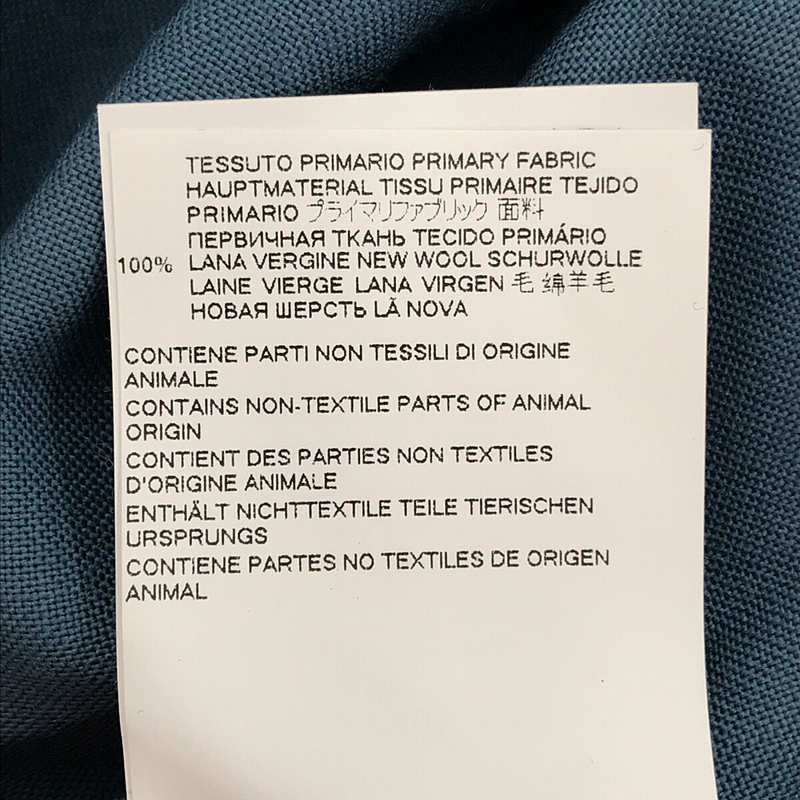 TESSUTO PRIMARIO PRIMARY FABRIC
HAUPTMATERIAL TISSU PRIMAIRE TEJIDO
PRIMARIO プライマリファブリック 面料
ПЕРВИЧНАЯ ТКАНЬ TECIDO PRIMÁRIO
100% LANA VERGINE NEW WOOL SCHURWOLLE
LAINE VIERGE LANA VIRGEN 毛 绵羊毛
НОВАЯ ШЕРСТЬ LÃ NOVA
CONTIENE PARTI NON TESSILI DI ORIGINE
ANIMALE
CONTAINS NON-TEXTILE PARTS OF ANIMAL
ORIGIN
CONTIENT DES PARTIES NON TEXTILES
D'ORIGINE ANIMALE
ENTHÄLT NICHTTEXTILE TEILE TIERISCHEN
URSPRUNGS
CONTIENE PARTES NO TEXTILES DE ORIGEN
ANIMAL